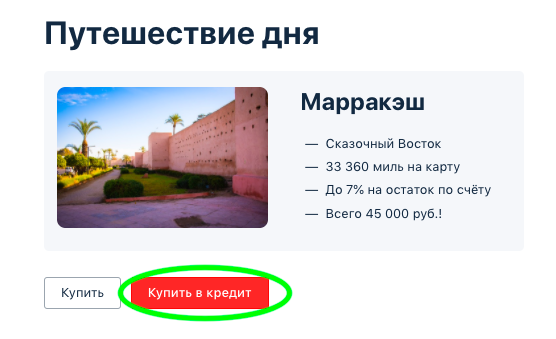 Путешествие дня
Марракэш
— Сказочный Восток
— 33 360 миль на карту
— До 7% на остаток по счёту
— Всего 45 000 руб.!
Купить
Купить в кредит